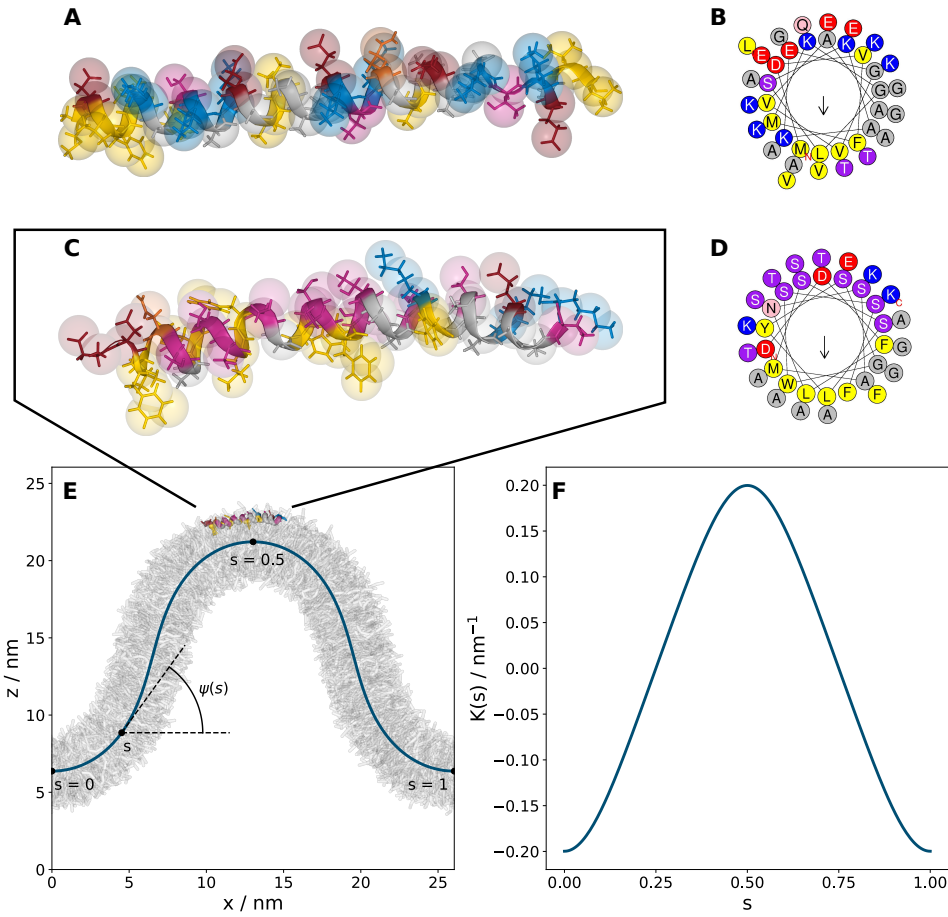 A
B
Q E E
G K A K K
L E E V
D G K
A S G G
K V A G
M A
K K A
A M N L V F
A V T T
V
C
D
T E
S T
T S D S K
S S K
S N S C
K Y S A
T D F G
M G
A W A G
L L F F
A A A
E
25
20
15
10
5
0
z / nm
s = 0.5
ψ(s)
s
s = 0
s = 1
0 5 10 15 20 25
x / nm
F
0.20
0.15
0.10
0.05
0.00
−0.05
−0.10
−0.15
−0.20
K(s) / nm⁻¹
0.00 0.25 0.50 0.75 1.00
s